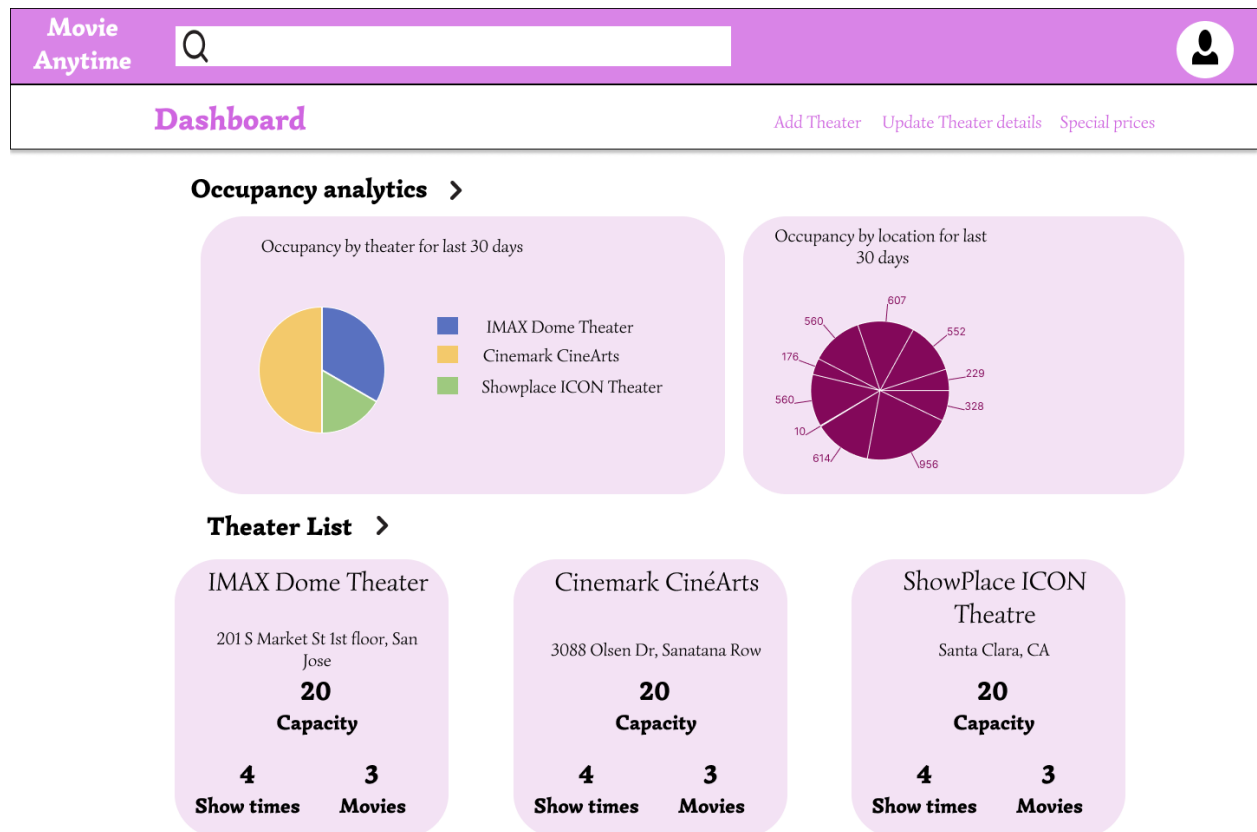 Movie
Anytime
Dashboard
Add Theater Update Theater details Special prices
Occupancy analytics
Occupancy by theater for last 30 days
IMAX Dome Theater
Cinemark CineArts
Showplace ICON Theater
Occupancy by location for last
30 days
607
560
552
176
229
560
328
10
614
956
Theater List
IMAX Dome Theater
201 S Market St 1st floor, San
Jose
20
Capacity
4 3
Show times Movies
Cinemark CinéArts
3088 Olsen Dr, Sanatana Row
20
Capacity
4 3
Show times Movies
ShowPlace ICON
Theatre
Santa Clara, CA
20
Capacity
4 3
Show times Movies